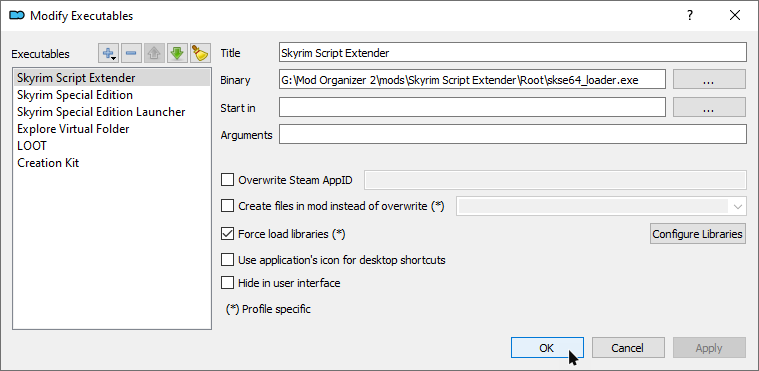 Modify Executables
?
Executables
Skyrim Script Extender
Skyrim Special Edition
Skyrim Special Edition Launcher
Explore Virtual Folder
LOOT
Creation Kit
Title
Skyrim Script Extender
Binary
G:\Mod Organizer 2\mods\Skyrim Script Extender\Root\skse64_loader.exe
...
Start in
...
Arguments
Overwrite Steam AppID
Create files in mod instead of overwrite (*)
Force load libraries (*)
Configure Libraries
Use application's icon for desktop shortcuts
Hide in user interface
(*) Profile specific
OK
Cancel
Apply